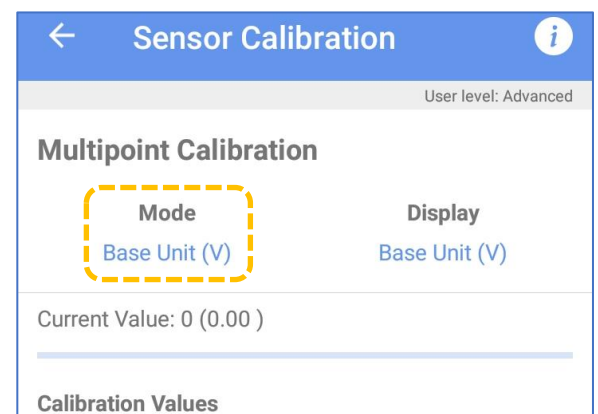 Sensor Calibration
i
User level: Advanced
Multipoint Calibration
Mode Display
Base Unit (V) Base Unit (V)
Current Value: 0 (0.00 )
Calibration Values